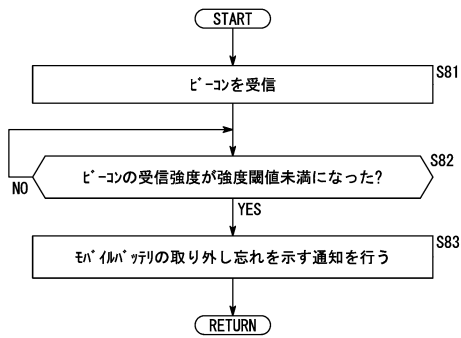 START
S81
ﾋﾞｰｺﾝを受信
S82
ﾋﾞｰｺﾝの受信強度が強度閾値未満になった?
NO
YES
S83
ﾓﾊﾞｲﾙﾊﾞｯﾃﾘの取り外し忘れを示す通知を行う
RETURN